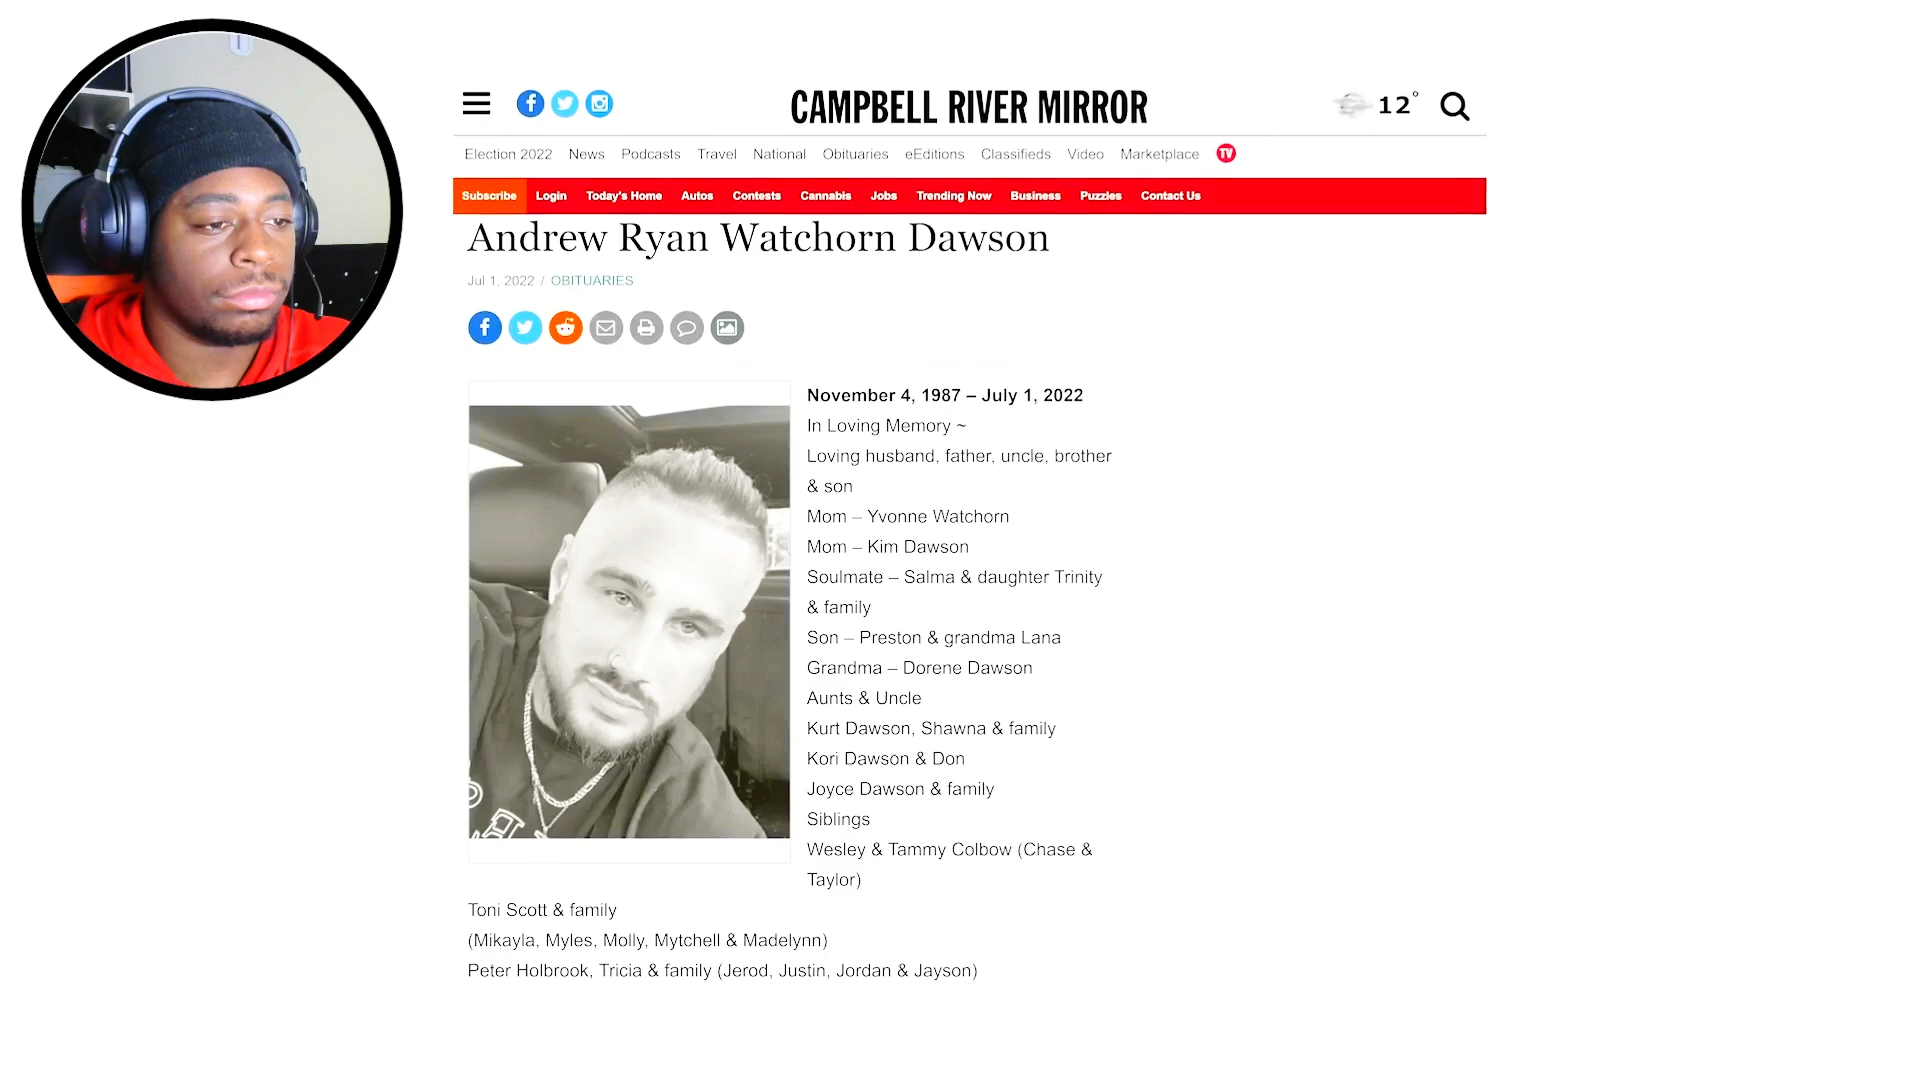 CAMPBELL RIVER MIRROR
12°
Election 2022 News Podcasts Travel National Obituaries eEditions Classifieds Video Marketplace TV
Subscribe Login Today's Home Autos Contests Cannabis Jobs Trending Now Business Puzzles Contact Us
Andrew Ryan Watchorn Dawson
Jul 1, 2022 / OBITUARIES
November 4, 1987 – July 1, 2022
In Loving Memory ~
Loving husband, father, uncle, brother
& son
Mom – Yvonne Watchorn
Mom – Kim Dawson
Soulmate – Salma & daughter Trinity
& family
Son – Preston & grandma Lana
Grandma – Dorene Dawson
Aunts & Uncle
Kurt Dawson, Shawna & family
Kori Dawson & Don
Joyce Dawson & family
Siblings
Wesley & Tammy Colbow (Chase &
Taylor)
Toni Scott & family
(Mikayla, Myles, Molly, Mytchell & Madelynn)
Peter Holbrook, Tricia & family (Jerod, Justin, Jordan & Jayson)